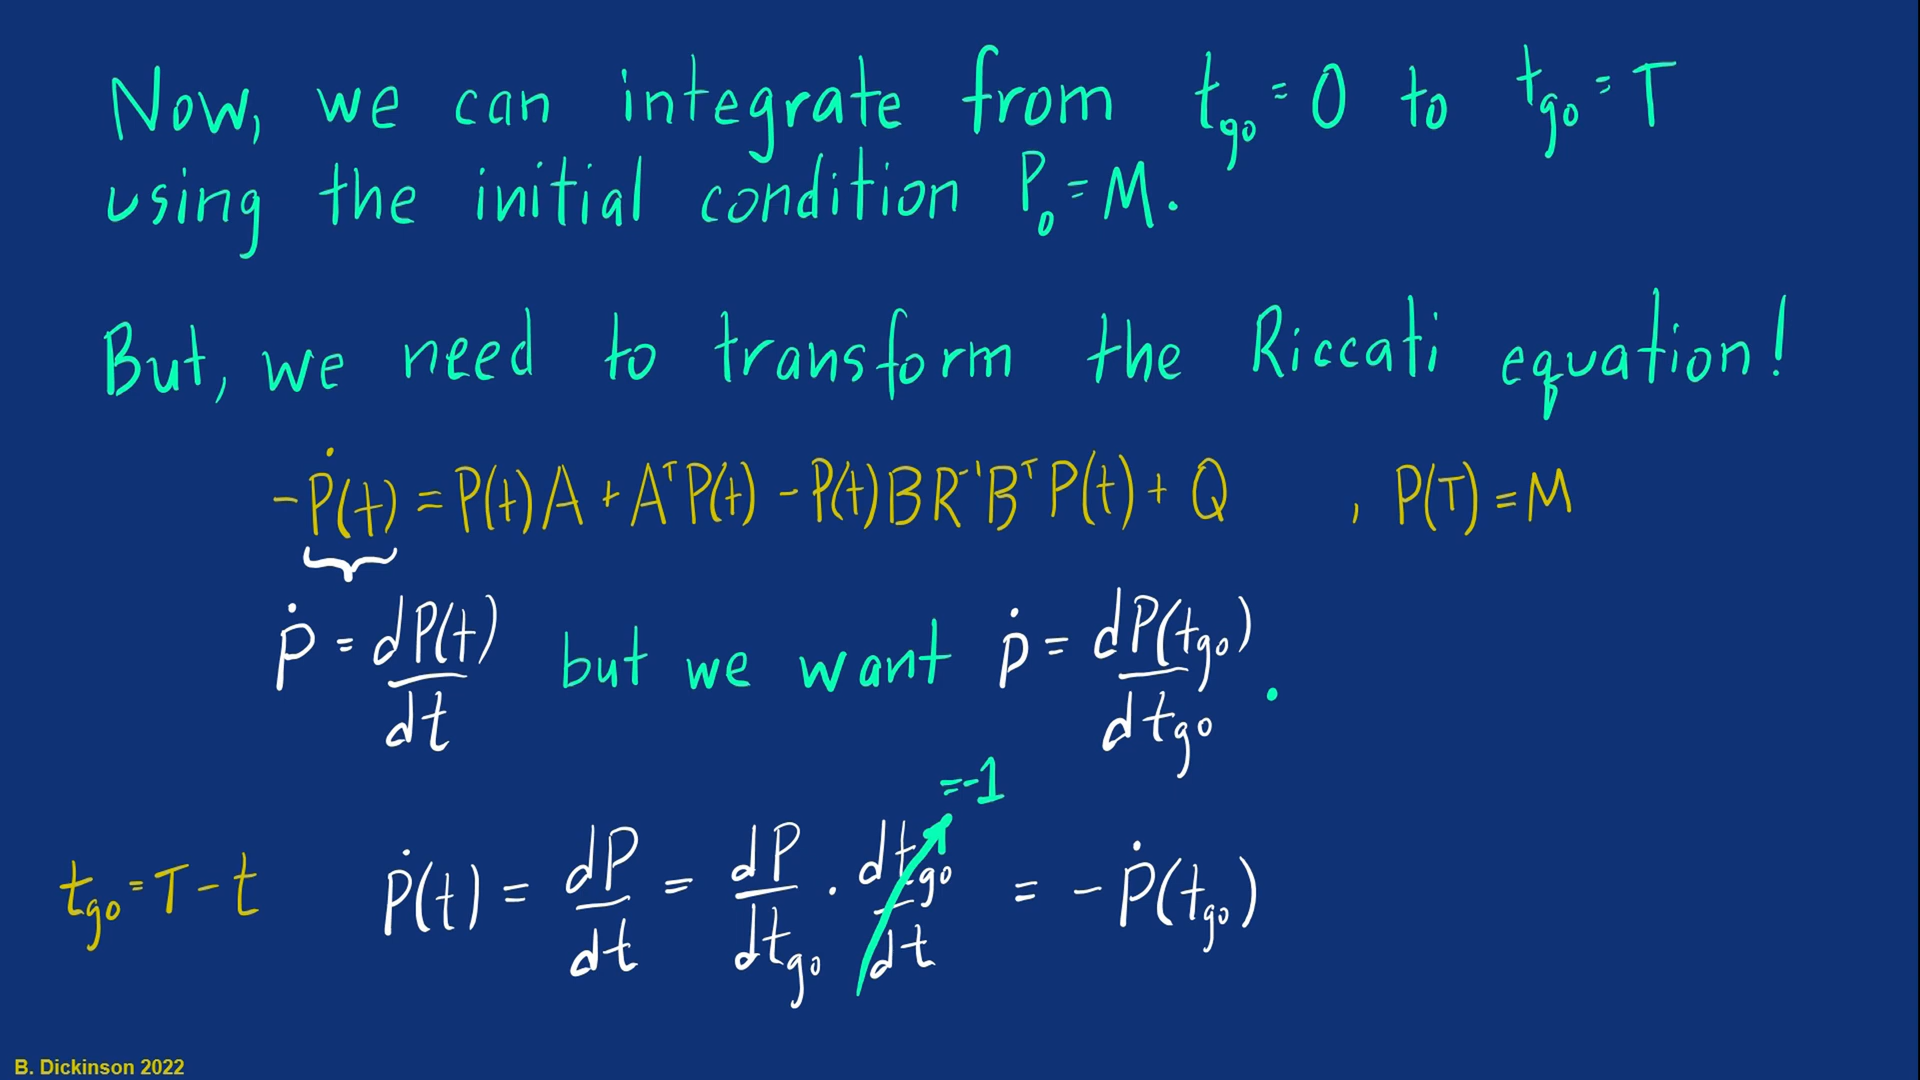 Now, we can integrate from t_go = 0 to t_go = T
using the initial condition P_0 = M.
But, we need to transform the Riccati equation!
-Ṗ(t) = P(t)A + AᵀP(t) - P(t)BR⁻¹BᵀP(t) + Q , P(T) = M
Ṗ = dP(t)/dt but we want Ṗ = dP(t_go)/dt_go .
=-1
t_go = T - t Ṗ(t) = dP/dt = dP/dt_go · dt_go/dt = -Ṗ(t_go)
B. Dickinson 2022